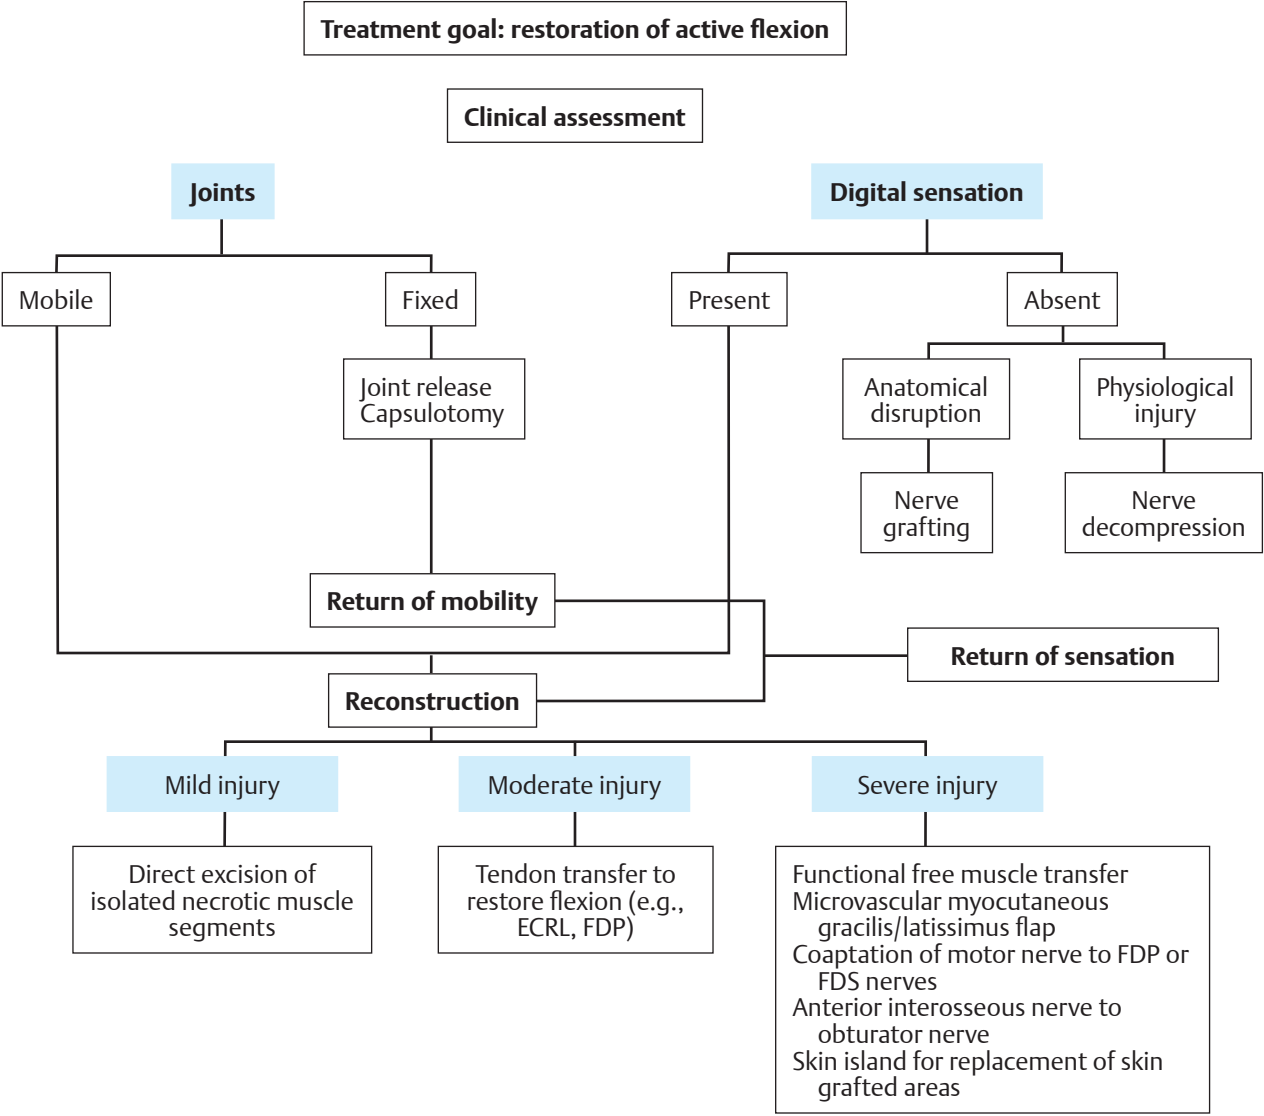 Treatment goal: restoration of active flexion
Clinical assessment
Joints
Digital sensation
Mobile
Fixed
Present
Absent
Joint release
Capsulotomy
Anatomical
disruption
Physiological
injury
Nerve
grafting
Nerve
decompression
Return of mobility
Return of sensation
Reconstruction
Mild injury
Moderate injury
Severe injury
Direct excision of
isolated necrotic muscle
segments
Tendon transfer to
restore flexion (e.g.,
ECRL, FDP)
Functional free muscle transfer
Microvascular myocutaneous
gracilis/latissimus flap
Coaptation of motor nerve to FDP or
FDS nerves
Anterior interosseous nerve to
obturator nerve
Skin island for replacement of skin
grafted areas